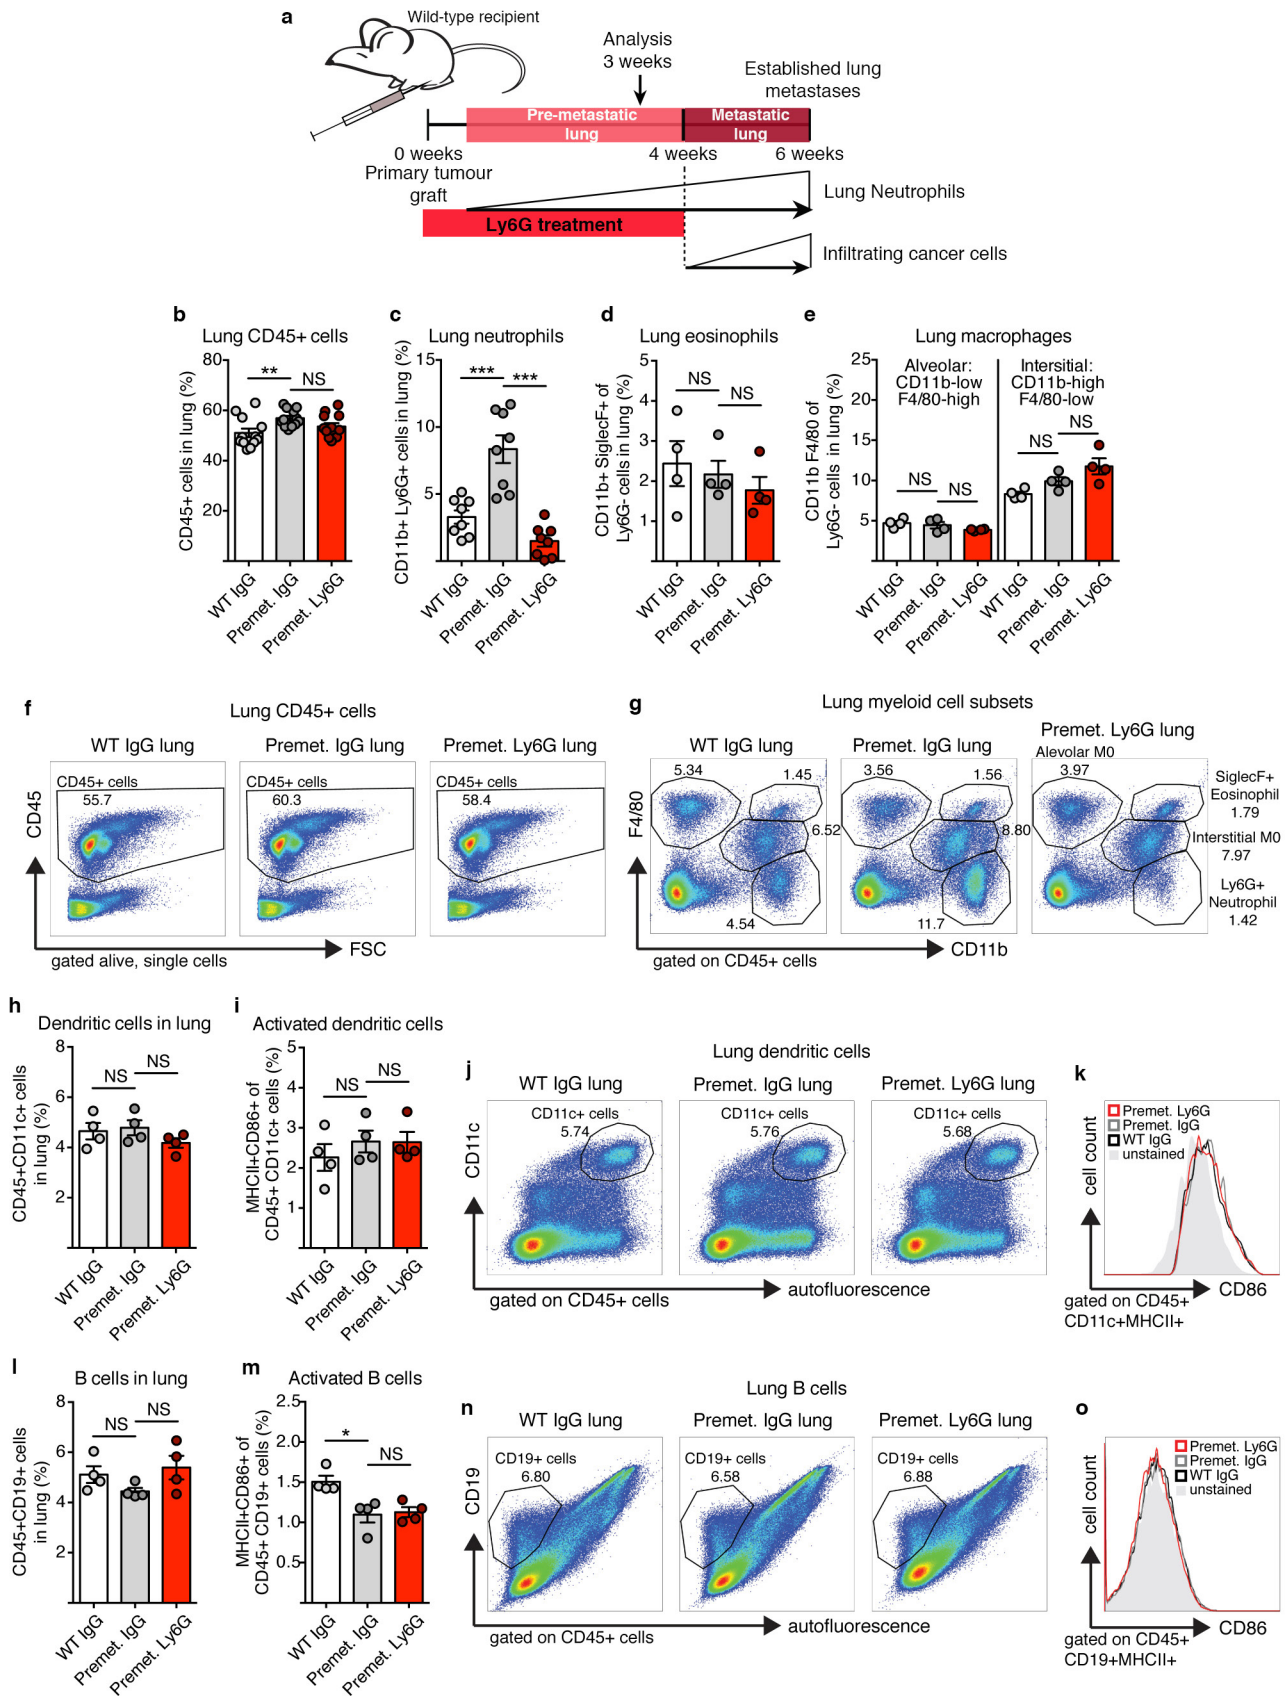 a
Wild-type recipient
Analysis
3 weeks
Established lung
metastases
Pre-metastatic
lung
Metastatic
lung
0 weeks
4 weeks
6 weeks
Primary tumour
graft
Lung Neutrophils
Ly6G treatment
Infiltrating cancer cells
b
Lung CD45+ cells
CD45+ cells in lung (%)
80
60
40
20
**
NS
WT IgG
Premet. IgG
Premet. Ly6G
c
Lung neutrophils
CD11b+ Ly6G+ cells in lung (%)
15
10
5
***
***
WT IgG
Premet. IgG
Premet. Ly6G
d
Lung eosinophils
CD11b+ SiglecF+ of
Ly6G- cells in lung (%)
5
4
3
2
1
NS
NS
WT IgG
Premet. IgG
Premet. Ly6G
e
Lung macrophages
CD11b F4/80 of
Ly6G- cells in lung (%)
25
20
15
10
5
Alveolar:
CD11b-low
F4/80-high
Intersitial:
CD11b-high
F4/80-low
NS
NS
NS
NS
WT IgG
Premet. IgG
Premet. Ly6G
WT IgG
Premet. IgG
Premet. Ly6G
f
Lung CD45+ cells
WT IgG lung
Premet. IgG lung
Premet. Ly6G lung
CD45+ cells
55.7
CD45+ cells
60.3
CD45+ cells
58.4
CD45
FSC
gated alive, single cells
g
Lung myeloid cell subsets
WT IgG lung
Premet. IgG lung
Premet. Ly6G lung
Alevolar M0
5.34
1.45
6.52
4.54
3.56
1.56
8.80
11.7
3.97
SiglecF+
Eosinophil
1.79
Interstitial M0
7.97
Ly6G+
Neutrophil
1.42
F4/80
CD11b
gated on CD45+ cells
h
Dendritic cells in lung
CD45+CD11c+ cells
in lung (%)
8
6
4
2
NS
NS
WT IgG
Premet. IgG
Premet. Ly6G
i
Activated dendritic cells
MHCII+CD86+ of
CD45+ CD11c+ cells (%)
5
4
3
2
1
NS
NS
WT IgG
Premet. IgG
Premet. Ly6G
j
Lung dendritic cells
WT IgG lung
Premet. IgG lung
Premet. Ly6G lung
CD11c+ cells
5.74
CD11c+ cells
5.76
CD11c+ cells
5.68
CD11c
autofluorescence
gated on CD45+ cells
k
Premet. Ly6G
Premet. IgG
WT IgG
unstained
cell count
CD86
gated on CD45+
CD11c+MHCII+
l
B cells in lung
CD45+CD19+ cells
in lung (%)
8
6
4
2
NS
NS
WT IgG
Premet. IgG
Premet. Ly6G
m
Activated B cells
MHCII+CD86+ of
CD45+ CD19+ cells (%)
2.5
2.0
1.5
1.0
0.5
*
NS
WT IgG
Premet. IgG
Premet. Ly6G
n
Lung B cells
WT IgG lung
Premet. IgG lung
Premet. Ly6G lung
CD19+ cells
6.80
CD19+ cells
6.58
CD19+ cells
6.88
CD19
autofluorescence
gated on CD45+ cells
o
Premet. Ly6G
Premet. IgG
WT IgG
unstained
cell count
CD86
gated on CD45+
CD19+MHCII+